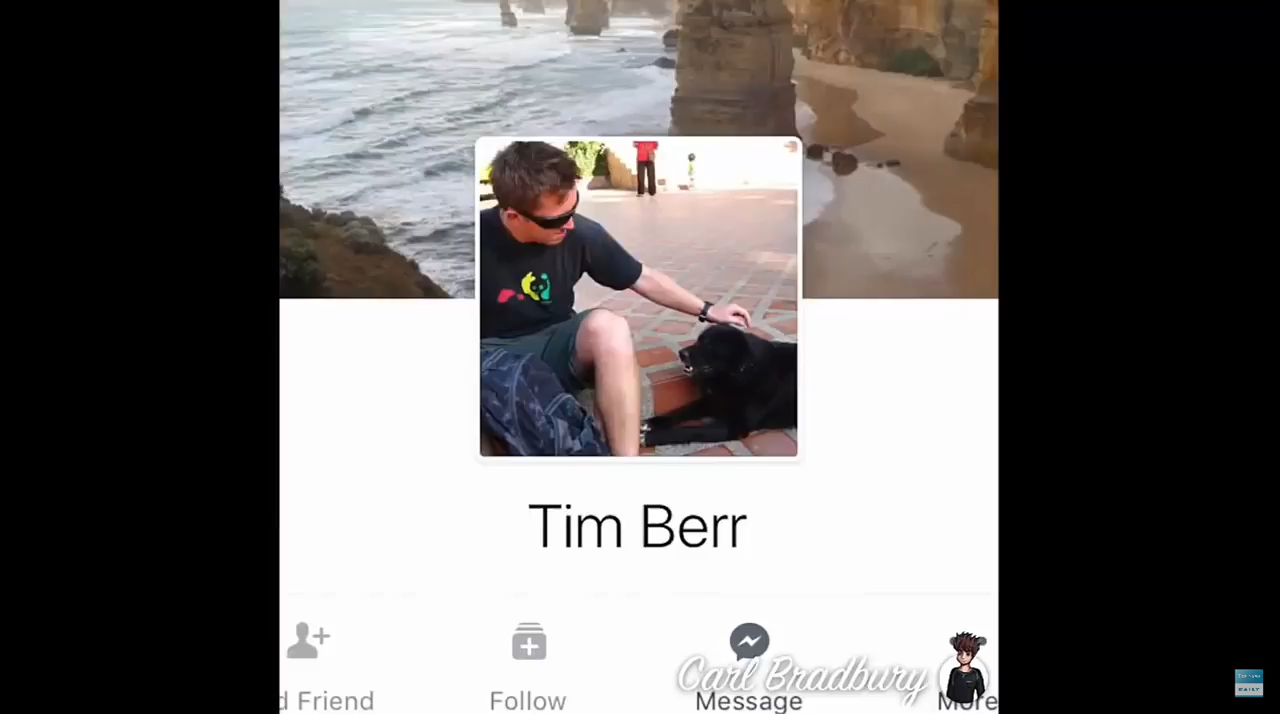 Tim Berr
d Friend
Follow
Message
More
Carl Bradbury